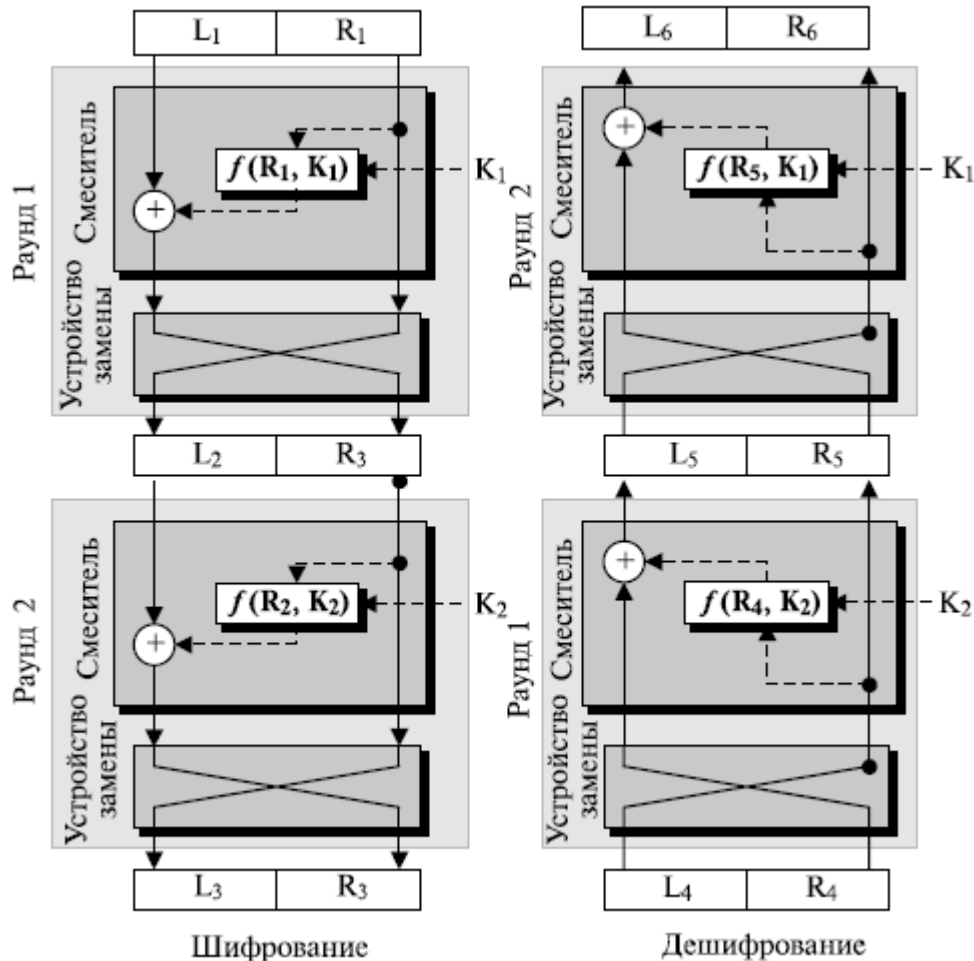 L₁ R₁
Раунд 1
Смеситель
f(R₁, K₁)
K₁
+
Устройство
замены
L₂ R₃
Раунд 2
Смеситель
f(R₂, K₂)
K₂
+
Устройство
замены
L₃ R₃
Шифрование
L₆ R₆
Раунд 2
Смеситель
+
f(R₅, K₁)
K₁
Устройство
замены
L₅ R₅
Раунд 1
Смеситель
+
f(R₄, K₂)
K₂
Устройство
замены
L₄ R₄
Дешифрование